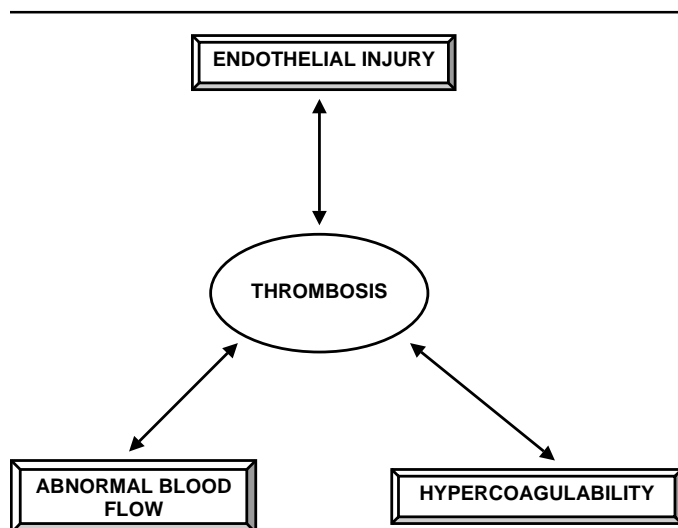 ENDOTHELIAL INJURY
THROMBOSIS
ABNORMAL BLOOD
FLOW
HYPERCOAGULABILITY